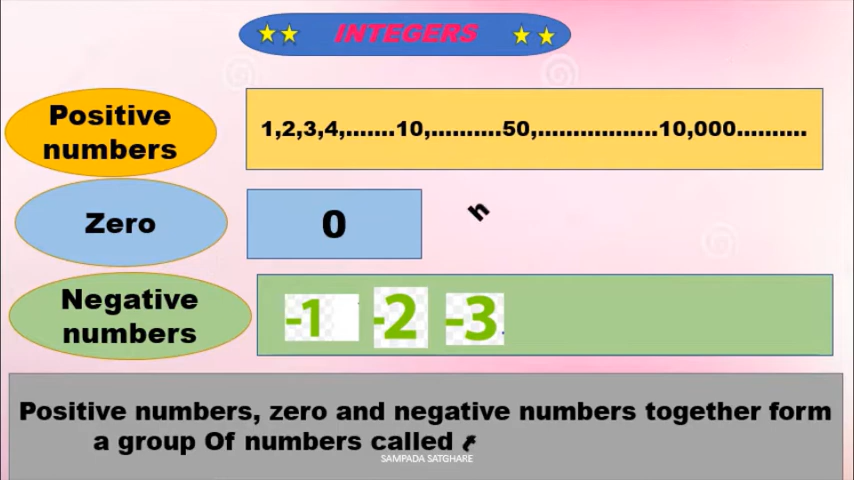 INTEGERS
Positive
numbers
1,2,3,4,.......10,..........50,.................10,000..........
Zero
0
h
Negative
numbers
-1 -2 -3
Positive numbers, zero and negative numbers together form
a group Of numbers called
SAMPADA SATGHARE